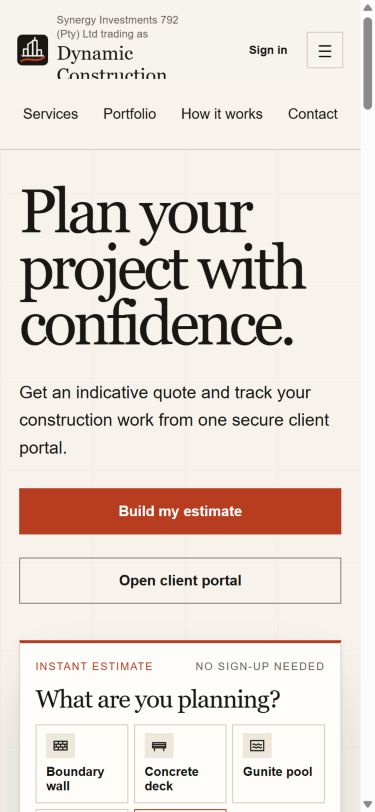 Synergy Investments 792
(Pty) Ltd trading as
Dynamic
Construction
Sign in
Services Portfolio How it works Contact
Plan your
project with
confidence.
Get an indicative quote and track your
construction work from one secure client
portal.
Build my estimate
Open client portal
INSTANT ESTIMATE NO SIGN-UP NEEDED
What are you planning?
Boundary
wall
Concrete
deck
Gunite pool